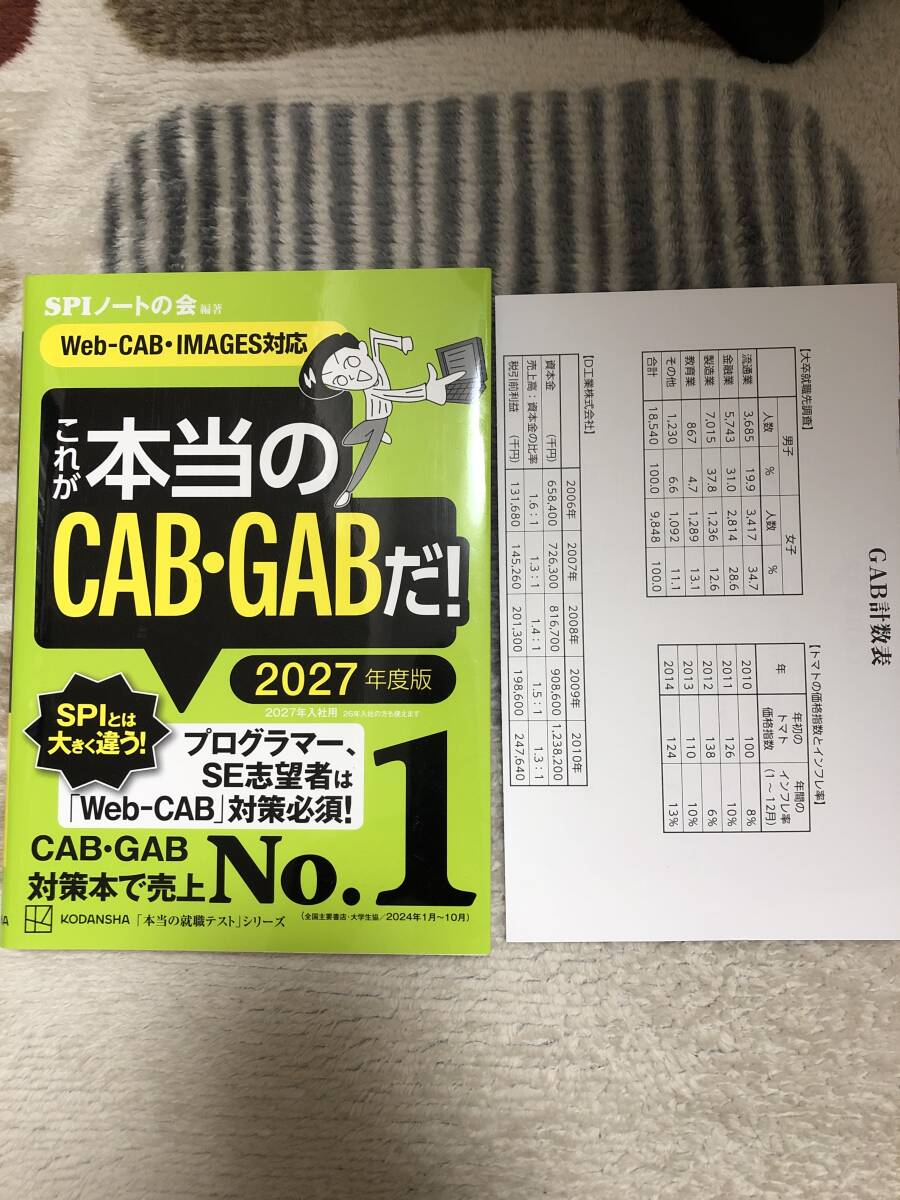 SPIノートの会 編著
Web-CAB・IMAGES対応
これが
本当の
CAB・GABだ!
2027年度版
2027年入社用 26年入社の方も使えます
SPIとは
大きく違う!
プログラマー、
SE志望者は
「Web-CAB」対策必須!
CAB・GAB
対策本で売上
No.1
KODANSHA 「本当の就職テスト」シリーズ
(全国主要書店・大学生協/2024年1月〜10月)
GAB計数表
【大卒就職先調査】
男子 女子
人数 % 人数 %
流通業 3,685 19.9 3,417 34.7
金融業 5,743 31.0 2,814 28.6
製造業 7,015 37.8 1,236 12.6
教育業 867 4.7 1,289 13.1
その他 1,230 6.6 1,092 11.1
合計 18,540 100.0 9,848 100.0
【トマトの価格指数とインフレ率】
年 年初のトマト価格指数 年間のインフレ率(1〜12月)
2010 100 8%
2011 126 10%
2012 138 6%
2013 110 10%
2014 124 13%
【D工業株式会社】
2006年 2007年 2008年 2009年 2010年
資本金 (千円) 658,400 726,300 816,700 908,600 1,238,200
売上高:資本金の比率 1.6:1 1.3:1 1.4:1 1.5:1 1.3:1
税引前利益 (千円) 131,680 145,260 201,300 198,600 247,640